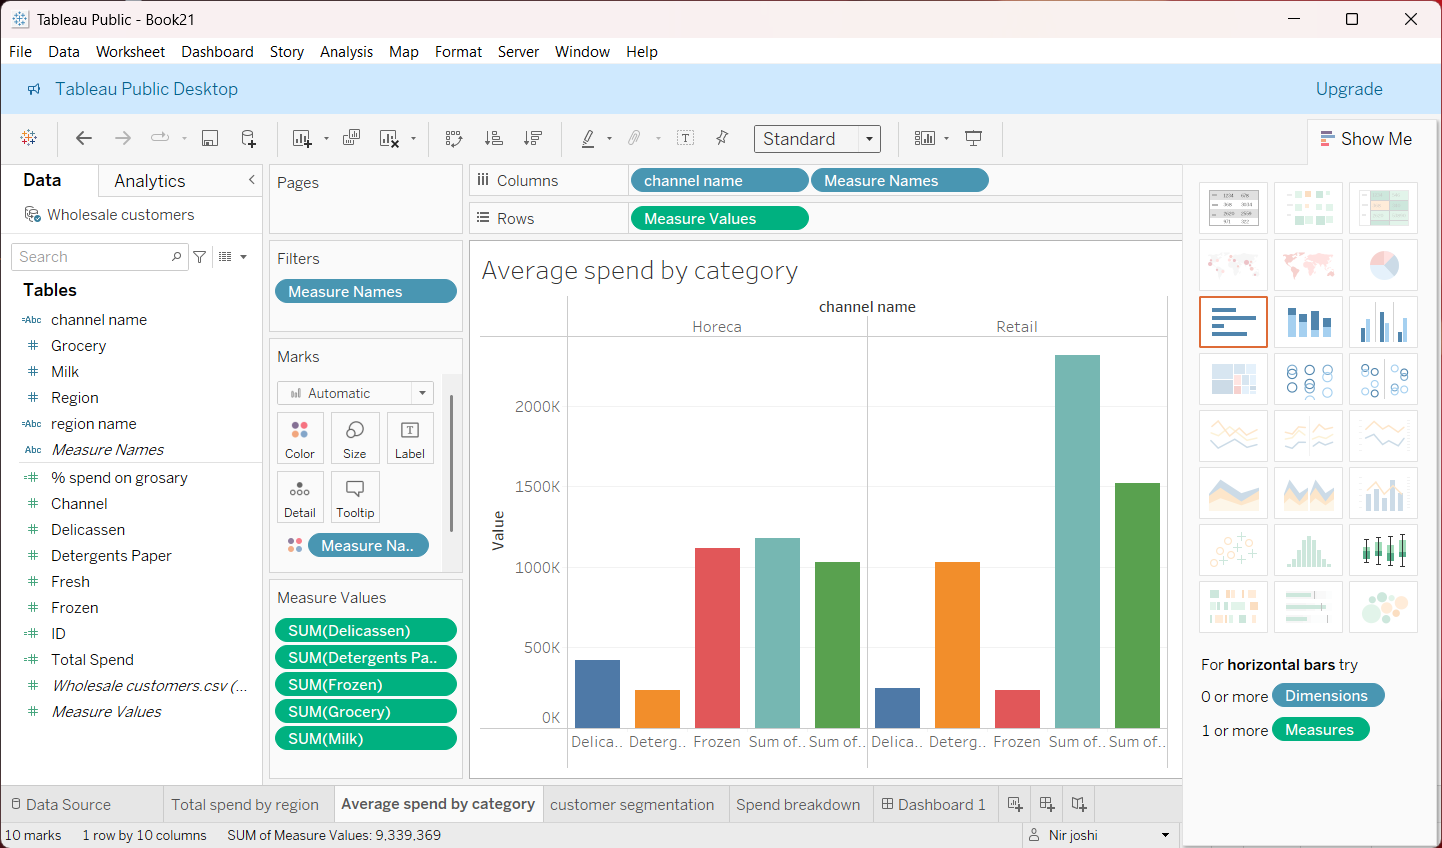 Tableau Public - Book21
File Data Worksheet Dashboard Story Analysis Map Format Server Window Help
Tableau Public Desktop Upgrade
Standard
Show Me
Data Analytics
Wholesale customers
Search
Tables
Abc channel name
Grocery
Milk
Region
Abc region name
Abc Measure Names
% spend on grosary
Channel
Delicassen
Detergents Paper
Fresh
Frozen
ID
Total Spend
Wholesale customers.csv (...
Measure Values
Pages
Filters
Measure Names
Marks
Automatic
Color Size Label
Detail Tooltip
Measure Na..
Measure Values
SUM(Delicassen)
SUM(Detergents Pa..
SUM(Frozen)
SUM(Grocery)
SUM(Milk)
Columns channel name Measure Names
Rows Measure Values
Average spend by category
channel name
Horeca Retail
2000K
1500K
1000K
500K
0K
Value
Delica.. Deterg.. Frozen Sum of.. Sum of.. Delica.. Deterg.. Frozen Sum of.. Sum of..
For horizontal bars try
0 or more Dimensions
1 or more Measures
Data Source Total spend by region Average spend by category customer segmentation Spend breakdown Dashboard 1
10 marks 1 row by 10 columns SUM of Measure Values: 9,339,369 Nir joshi